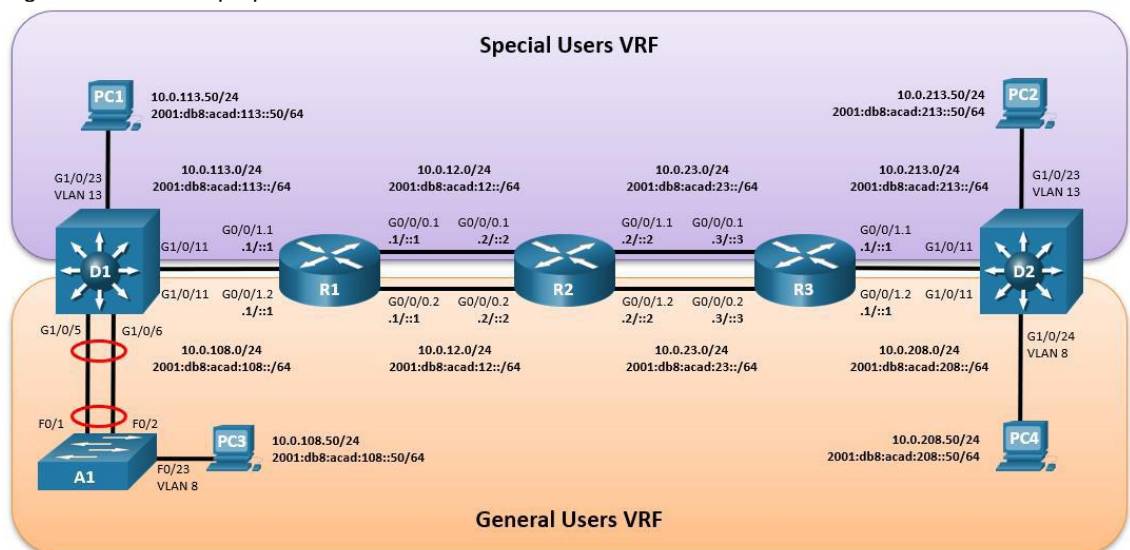 Special Users VRF
PC1
10.0.113.50/24
2001:db8:acad:113::50/64
10.0.213.50/24
2001:db8:acad:213::50/64
PC2
G1/0/23
VLAN 13
10.0.113.0/24
2001:db8:acad:113::/64
10.0.12.0/24
2001:db8:acad:12::/64
10.0.23.0/24
2001:db8:acad:23::/64
10.0.213.0/24
2001:db8:acad:213::/64
G1/0/23
VLAN 13
D1
G1/0/11
G0/0/1.1
.1/::1
R1
G0/0/0.1
.1/::1
G0/0/0.1
.2/::2
R2
G0/0/1.1
.2/::2
G0/0/0.1
.3/::3
R3
G0/0/1.1
.1/::1
G1/0/11
D2
G1/0/11
G0/0/1.2
.1/::1
G0/0/0.2
.1/::1
G0/0/0.2
.2/::2
G0/0/1.2
.2/::2
G0/0/0.2
.3/::3
G0/0/1.2
.1/::1
G1/0/11
G1/0/5
G1/0/6
10.0.108.0/24
2001:db8:acad:108::/64
10.0.12.0/24
2001:db8:acad:12::/64
10.0.23.0/24
2001:db8:acad:23::/64
10.0.208.0/24
2001:db8:acad:208::/64
G1/0/24
VLAN 8
F0/1
F0/2
A1
F0/23
VLAN 8
PC3
10.0.108.50/24
2001:db8:acad:108::50/64
10.0.208.50/24
2001:db8:acad:208::50/64
PC4
General Users VRF